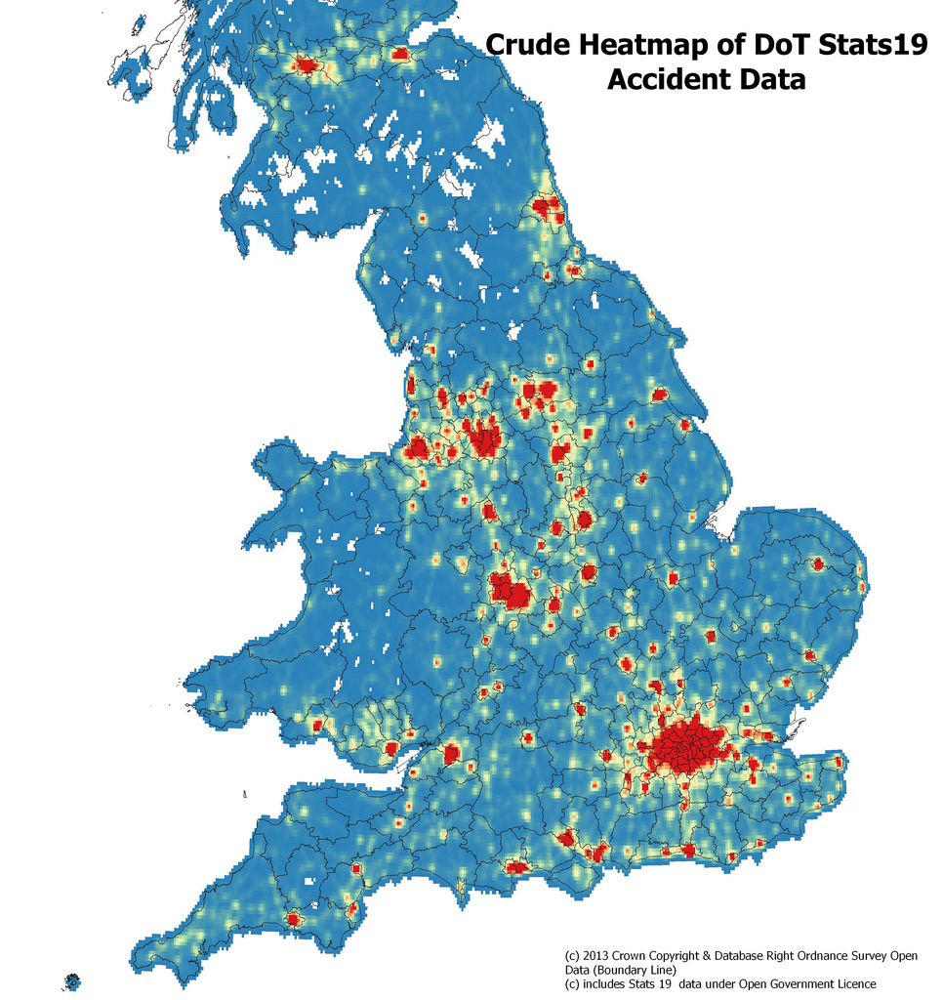 Crude Heatmap of DoT Stats19
Accident Data
(c) 2013 Crown Copyright & Database Right Ordnance Survey Open
Data (Boundary Line)
(c) includes Stats 19  data under Open Government Licence